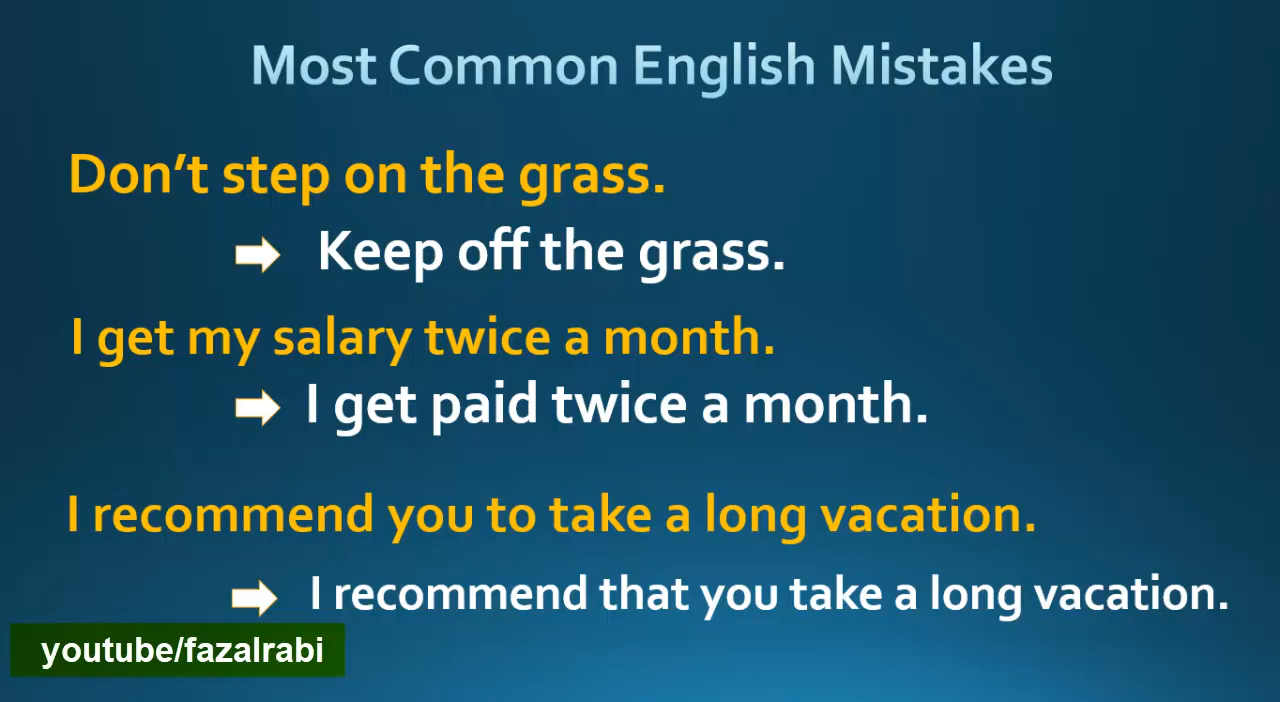 Most Common English Mistakes
Don’t step on the grass.
Keep off the grass.
I get my salary twice a month.
I get paid twice a month.
I recommend you to take a long vacation.
I recommend that you take a long vacation.
youtube/fazalrabi